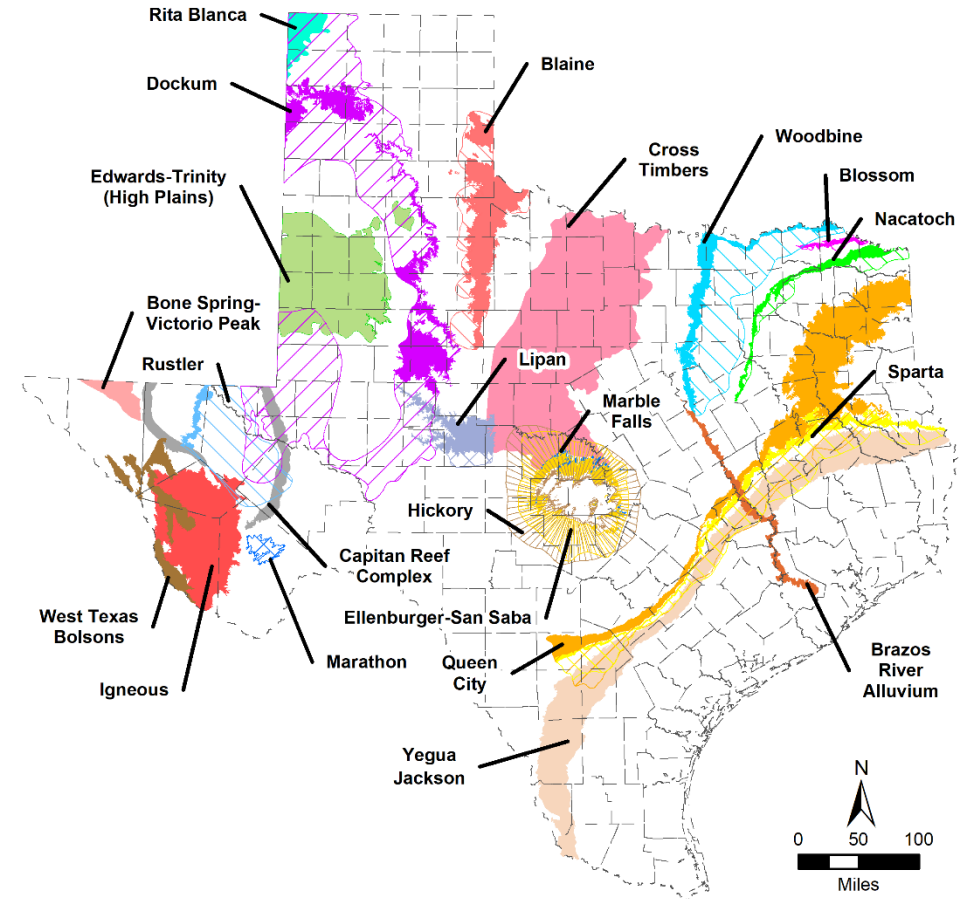 Rita Blanca
Dockum
Blaine
Cross
Timbers
Woodbine
Blossom
Nacatoch
Edwards-Trinity
(High Plains)
Bone Spring-
Victorio Peak
Rustler
Lipan
Marble
Falls
Sparta
Hickory
Capitan Reef
Complex
Ellenburger-San Saba
West Texas
Bolsons
Igneous
Marathon
Queen
City
Brazos
River
Alluvium
Yegua
Jackson
N
0 50 100
Miles